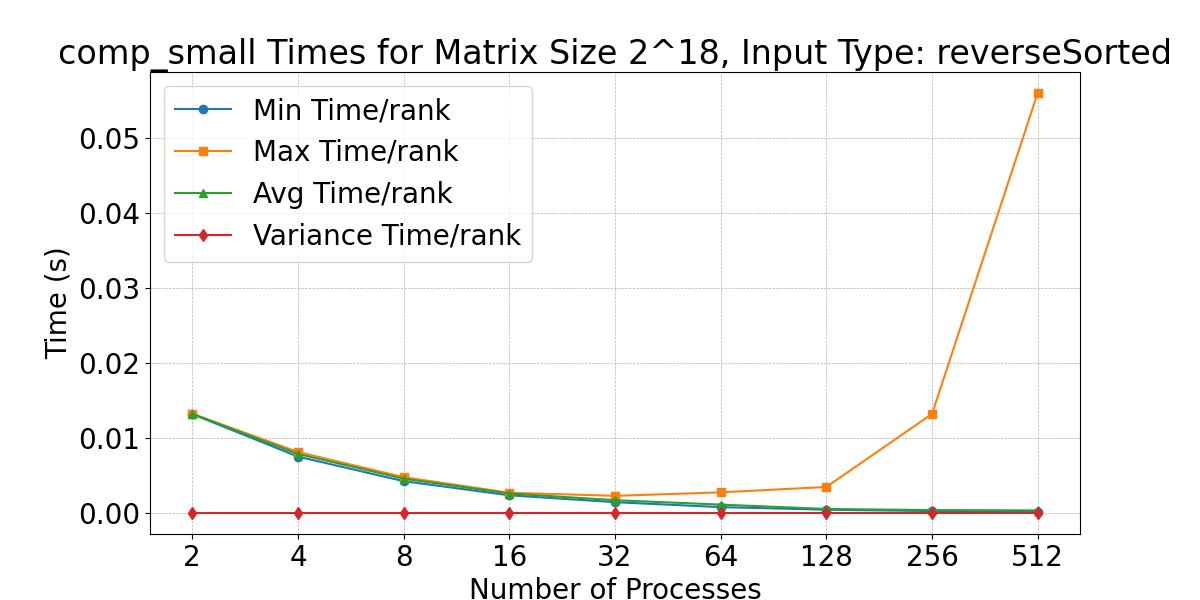 comp_small Times for Matrix Size 2^18, Input Type: reverseSorted
Min Time/rank
Max Time/rank
Avg Time/rank
Variance Time/rank
Time (s)
0.05
0.04
0.03
0.02
0.01
0.00
2 4 8 16 32 64 128 256 512
Number of Processes